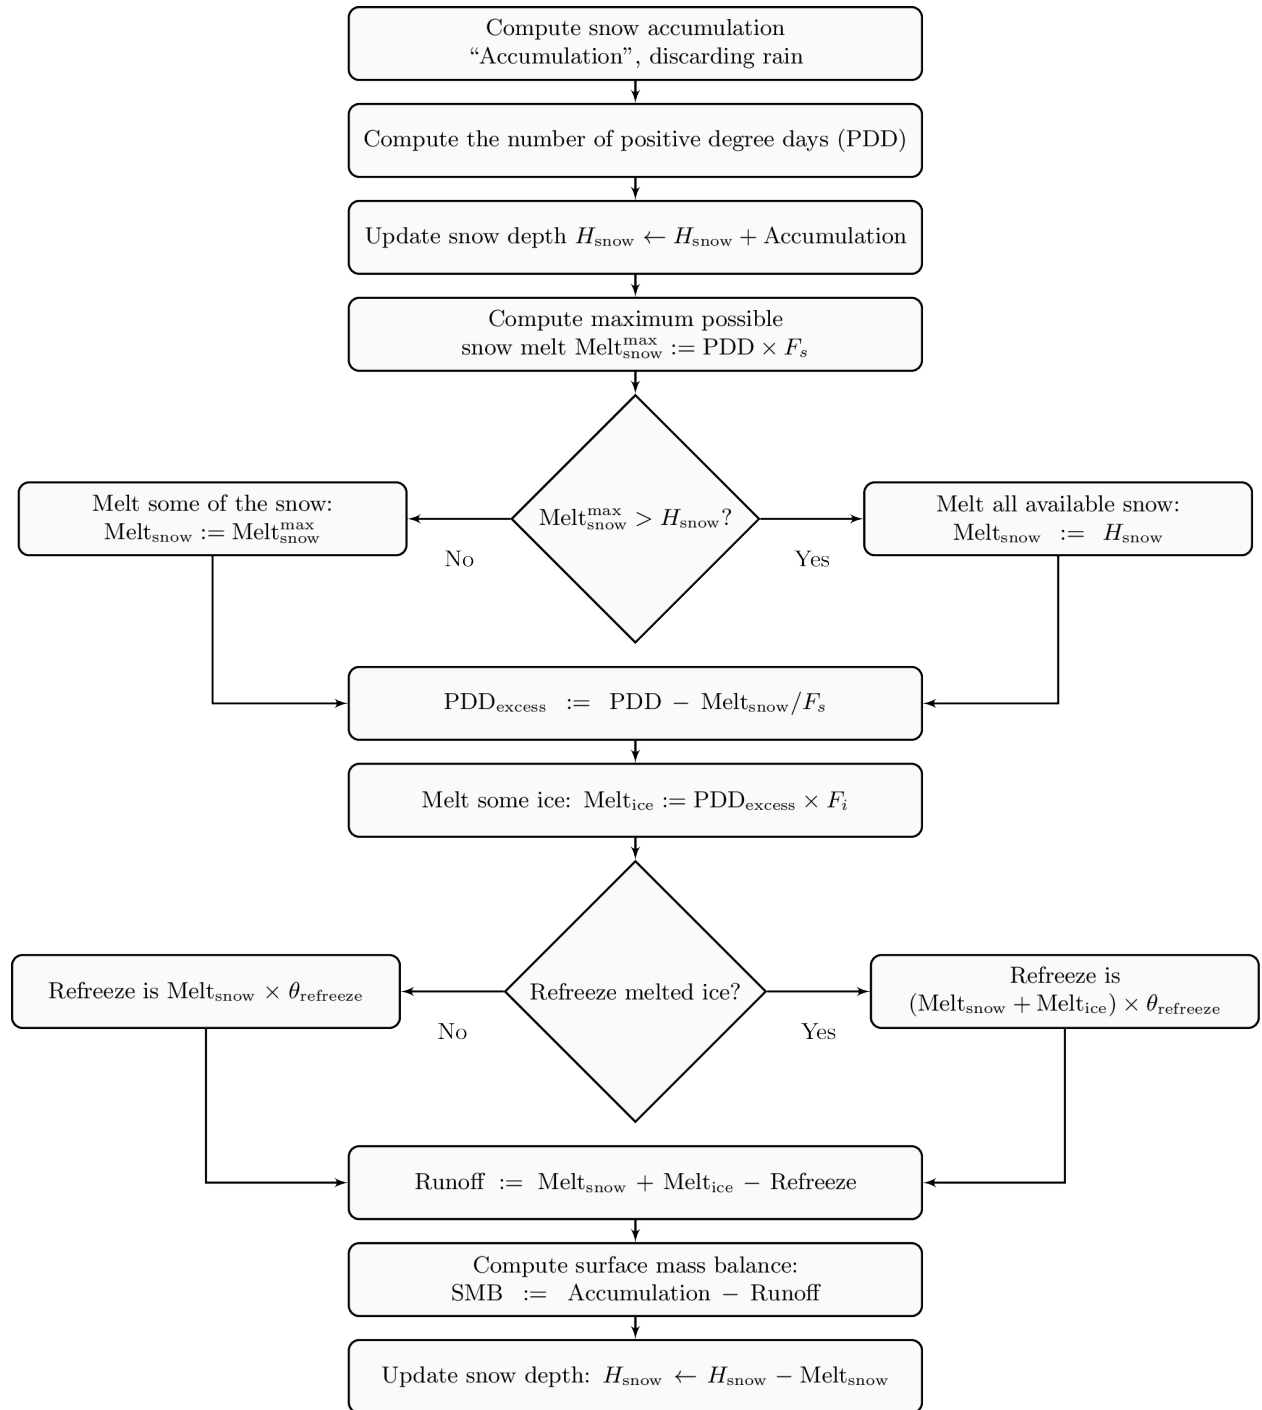 Compute snow accumulation
“Accumulation”, discarding rain
Compute the number of positive degree days (PDD)
Update snow depth H_snow ← H_snow + Accumulation
Compute maximum possible
snow melt Melt_snow^max := PDD × F_s
Melt_snow^max > H_snow?
Melt some of the snow:
Melt_snow := Melt_snow^max
No
Yes
Melt all available snow:
Melt_snow := H_snow
PDD_excess := PDD − Melt_snow/F_s
Melt some ice: Melt_ice := PDD_excess × F_i
Refreeze melted ice?
Refreeze is Melt_snow × θ_refreeze
No
Yes
Refreeze is
(Melt_snow + Melt_ice) × θ_refreeze
Runoff := Melt_snow + Melt_ice − Refreeze
Compute surface mass balance:
SMB := Accumulation − Runoff
Update snow depth: H_snow ← H_snow − Melt_snow